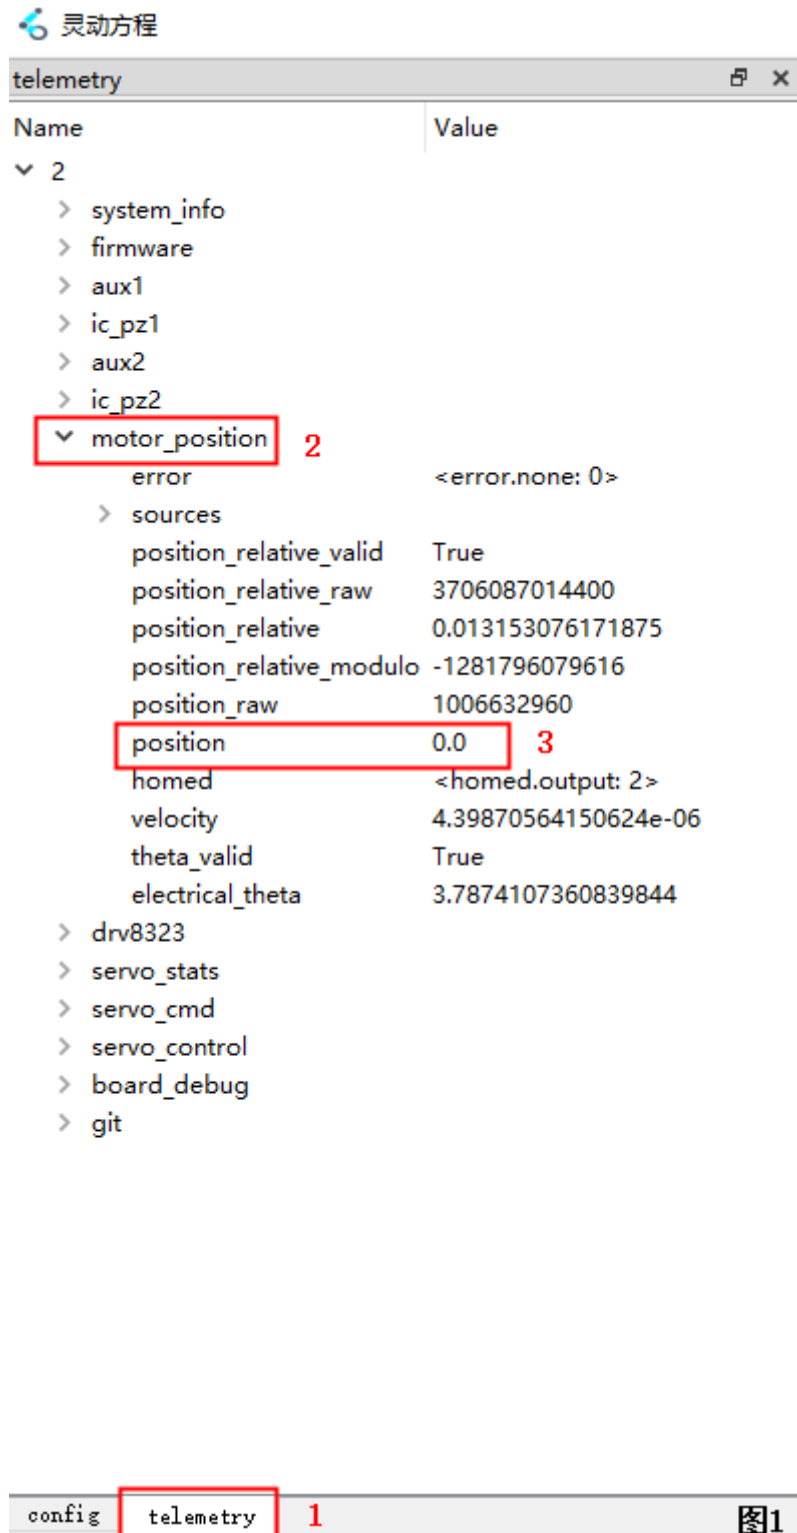 灵动方程
telemetry
Name Value
2
system_info
firmware
aux1
ic_pz1
aux2
ic_pz2
motor_position 2
error <error.none: 0>
sources
position_relative_valid True
position_relative_raw 3706087014400
position_relative 0.013153076171875
position_relative_modulo -1281796079616
position_raw 1006632960
position 0.0 3
homed <homed.output: 2>
velocity 4.39870564150624e-06
theta_valid True
electrical_theta 3.7874107360839844
drv8323
servo_stats
servo_cmd
servo_control
board_debug
git
config telemetry 1 图1